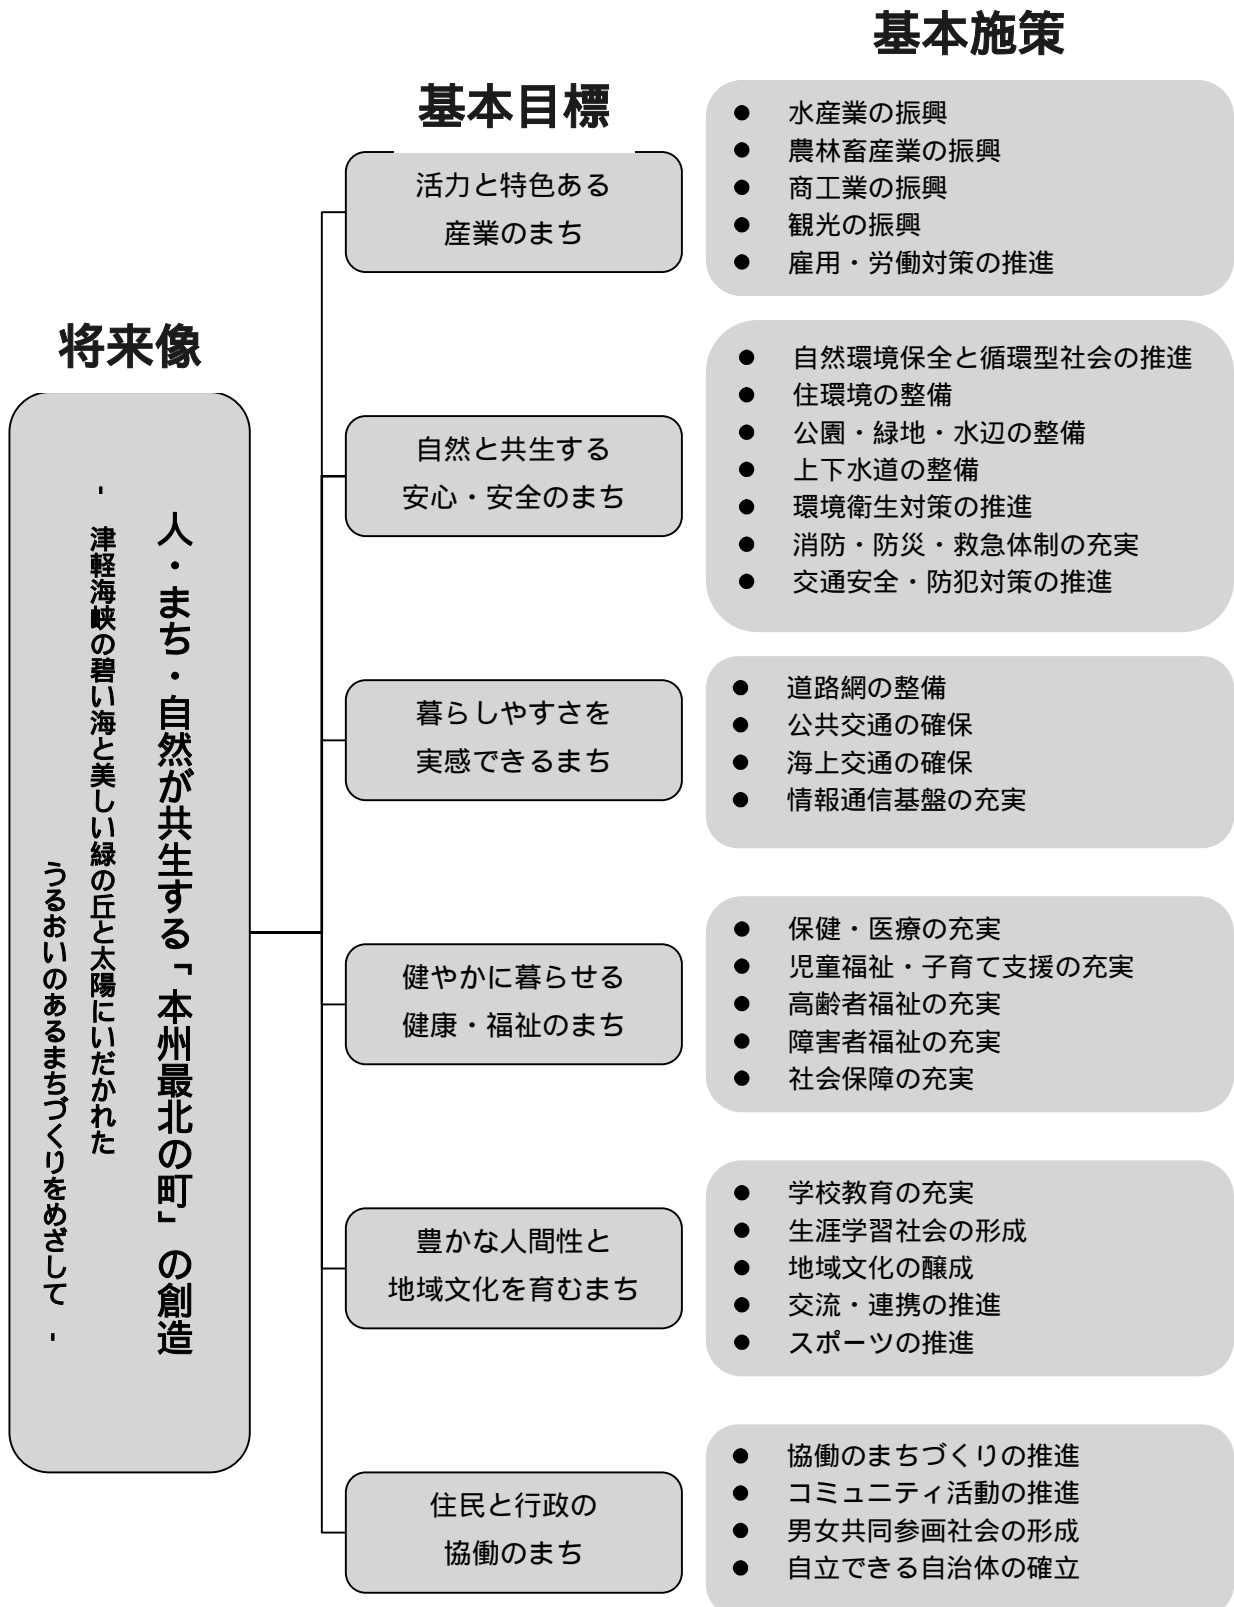 将来像
人・まち・自然が共生する「本州最北の町」の創造
- 津軽海峡の碧い海と美しい緑の丘と太陽にいだかれた
うるおいのあるまちづくりをめざして -
基本目標
基本施策
活力と特色ある
産業のまち
● 水産業の振興
● 農林畜産業の振興
● 商工業の振興
● 観光の振興
● 雇用・労働対策の推進
自然と共生する
安心・安全のまち
● 自然環境保全と循環型社会の推進
● 住環境の整備
● 公園・緑地・水辺の整備
● 上下水道の整備
● 環境衛生対策の推進
● 消防・防災・救急体制の充実
● 交通安全・防犯対策の推進
暮らしやすさを
実感できるまち
● 道路網の整備
● 公共交通の確保
● 海上交通の確保
● 情報通信基盤の充実
健やかに暮らせる
健康・福祉のまち
● 保健・医療の充実
● 児童福祉・子育て支援の充実
● 高齢者福祉の充実
● 障害者福祉の充実
● 社会保障の充実
豊かな人間性と
地域文化を育むまち
● 学校教育の充実
● 生涯学習社会の形成
● 地域文化の醸成
● 交流・連携の推進
● スポーツの推進
住民と行政の
協働のまち
● 協働のまちづくりの推進
● コミュニティ活動の推進
● 男女共同参画社会の形成
● 自立できる自治体の確立